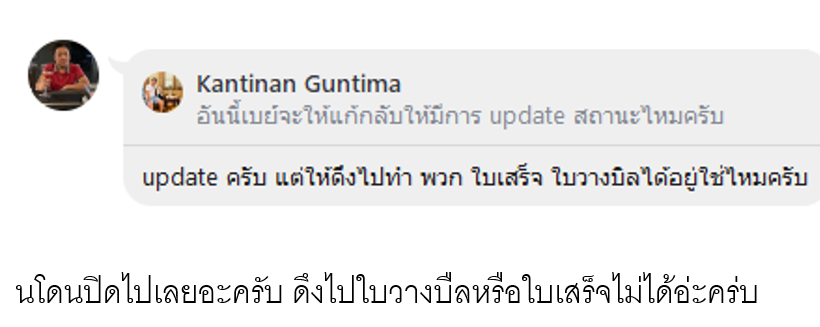 Kantinan Guntima
อันนี้เบย์จะให้แก้กลับให้มีการ update สถานะไหมครับ
update ครับ แต่ให้ดึงไปทำ พวก ใบเสร็จ ใบวางบิลได้อยู่ใช่ไหมครับ
นโดนปิดไปเลยอะครับ ดึงไปใบวางบืลหรือใบเสร็จไม่ได้อ่ะคร่บ